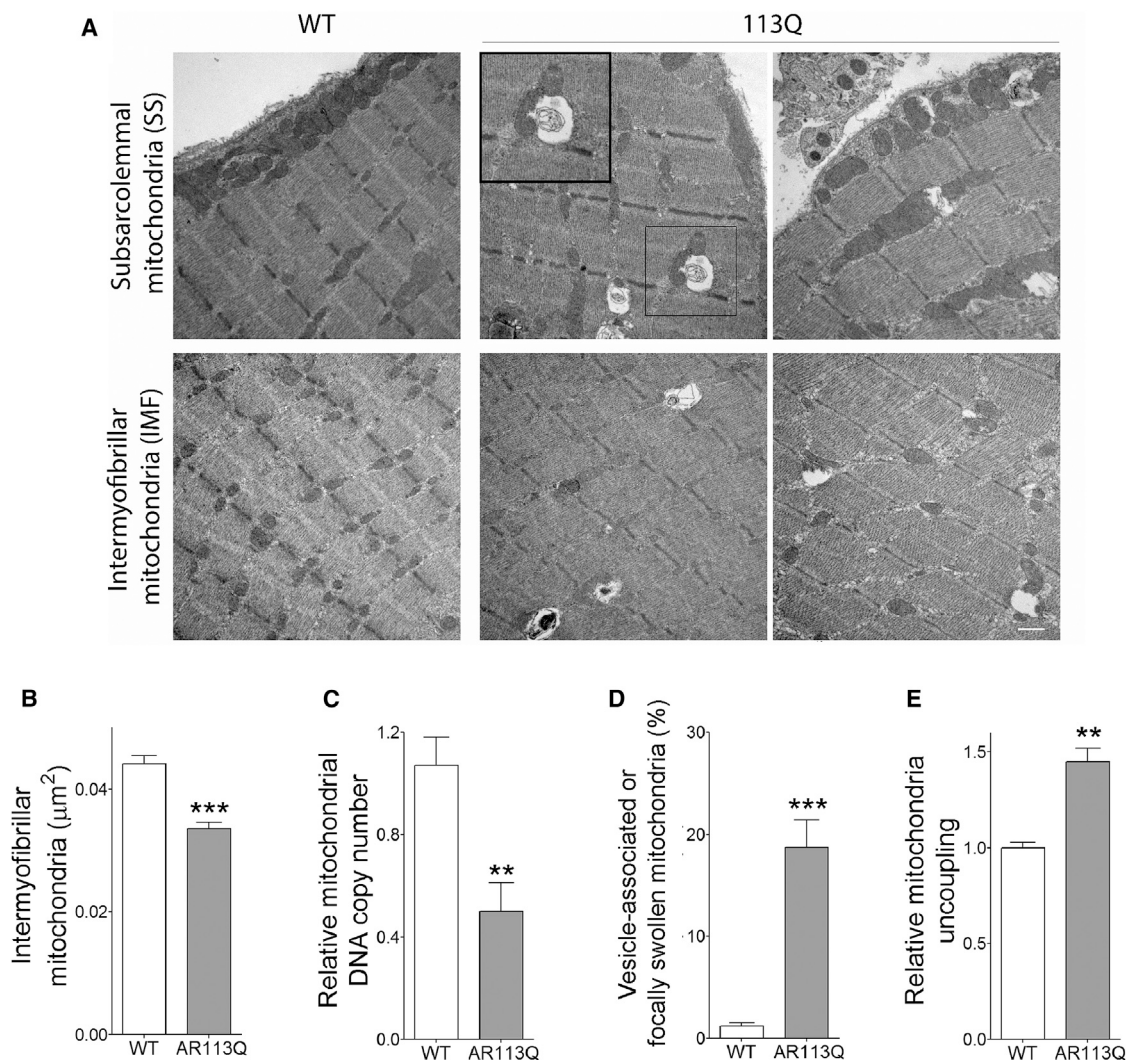 A
WT
113Q
Subsarcolemmal
mitochondria (SS)
Intermyofibrillar
mitochondria (IMF)
B
Intermyofibrillar
mitochondria (μm2)
0.04
0.02
0.00
***
WT
AR113Q
C
Relative mitochondrial
DNA copy number
1.2
0.8
0.4
0.0
**
WT
AR113Q
D
Vesicle-associated or
focally swollen mitochondria (%)
30
20
10
0
***
WT
AR113Q
E
Relative mitochondria
uncoupling
1.5
1.0
0.5
0.0
**
WT
AR113Q